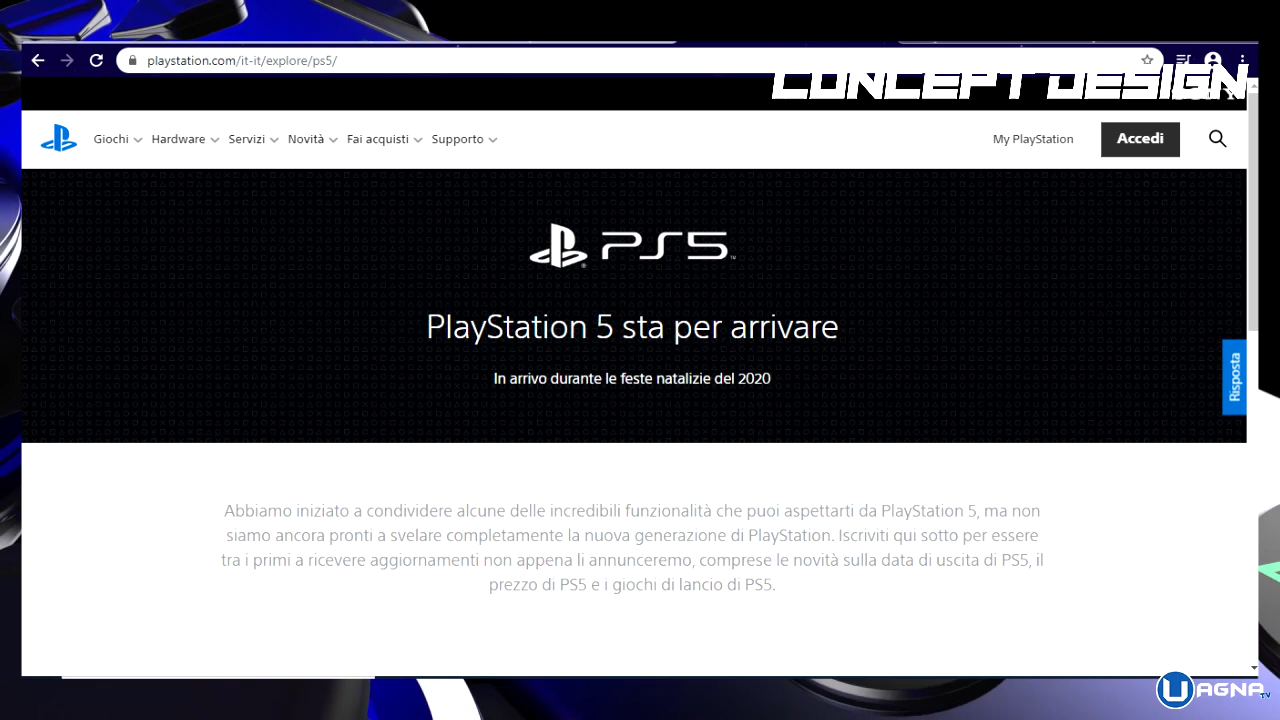 playstation.com/it-it/explore/ps5/
CONCEPT DESIGN
Giochi Hardware Servizi Novità Fai acquisti Supporto My PlayStation Accedi
PS5™
PlayStation 5 sta per arrivare
In arrivo durante le feste natalizie del 2020
Risposta
Abbiamo iniziato a condividere alcune delle incredibili funzionalità che puoi aspettarti da PlayStation 5, ma non
siamo ancora pronti a svelare completamente la nuova generazione di PlayStation. Iscriviti qui sotto per essere
tra i primi a ricevere aggiornamenti non appena li annunceremo, comprese le novità sulla data di uscita di PS5, il
prezzo di PS5 e i giochi di lancio di PS5.
UAGNA TV